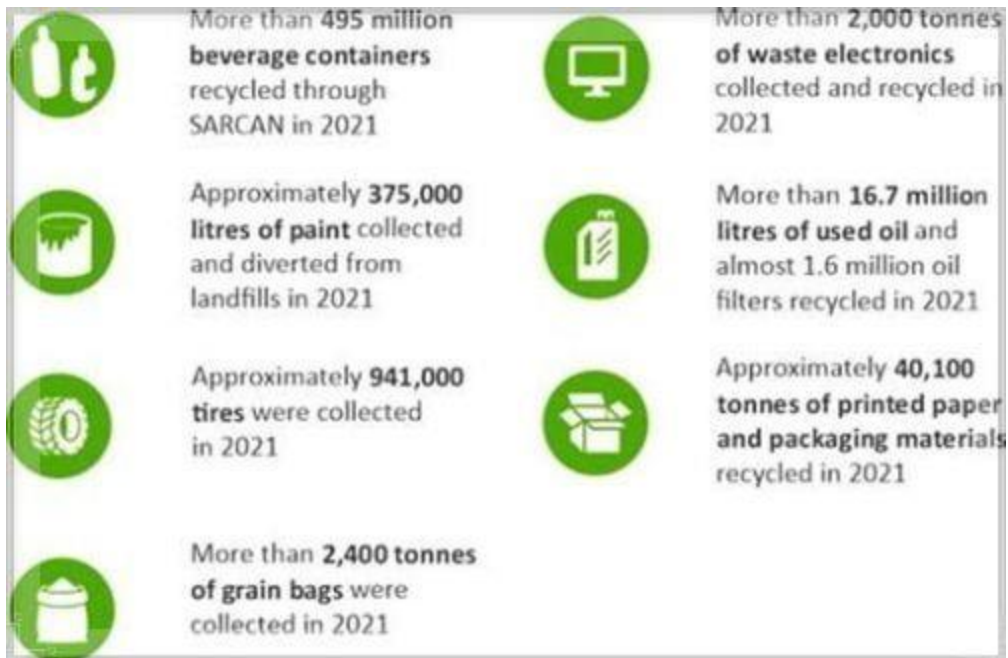 More than 495 million
beverage containers
recycled through
SARCAN in 2021
More than 2,000 tonnes
of waste electronics
collected and recycled in
2021
Approximately 375,000
litres of paint collected
and diverted from
landfills in 2021
More than 16.7 million
litres of used oil and
almost 1.6 million oil
filters recycled in 2021
Approximately 941,000
tires were collected
in 2021
Approximately 40,100
tonnes of printed paper
and packaging materials
recycled in 2021
More than 2,400 tonnes
of grain bags were
collected in 2021